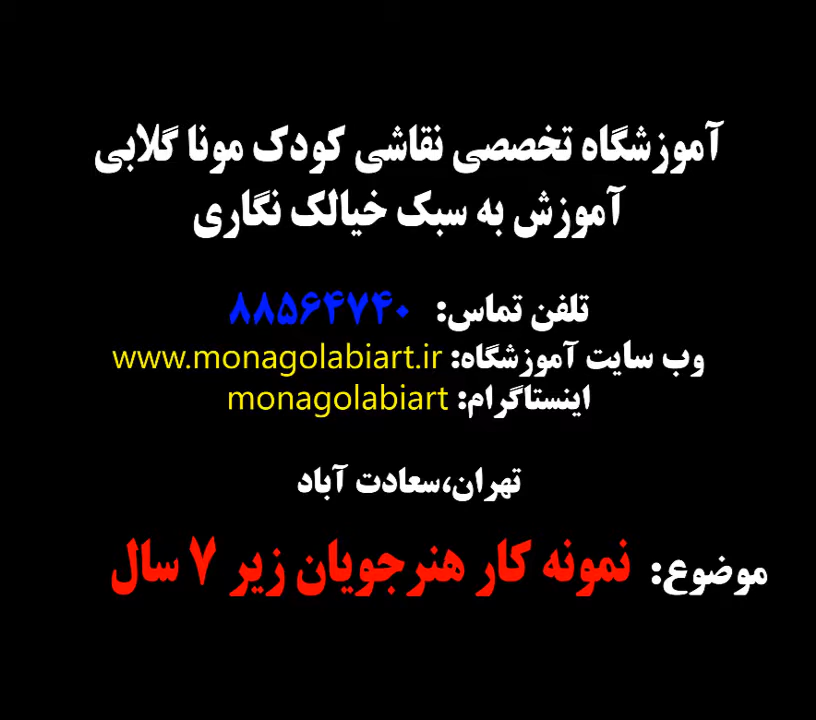 آموزشگاه تخصصی نقاشی کودک مونا گلابی
آموزش به سبک خیالک نگاری
تلفن تماس: ۸۸۵۶۴۷۴۰
وب سایت آموزشگاه: www.monagolabiart.ir
اینستاگرام: monagolabiart
تهران،سعادت آباد
موضوع: نمونه کار هنرجویان زیر ۷ سال